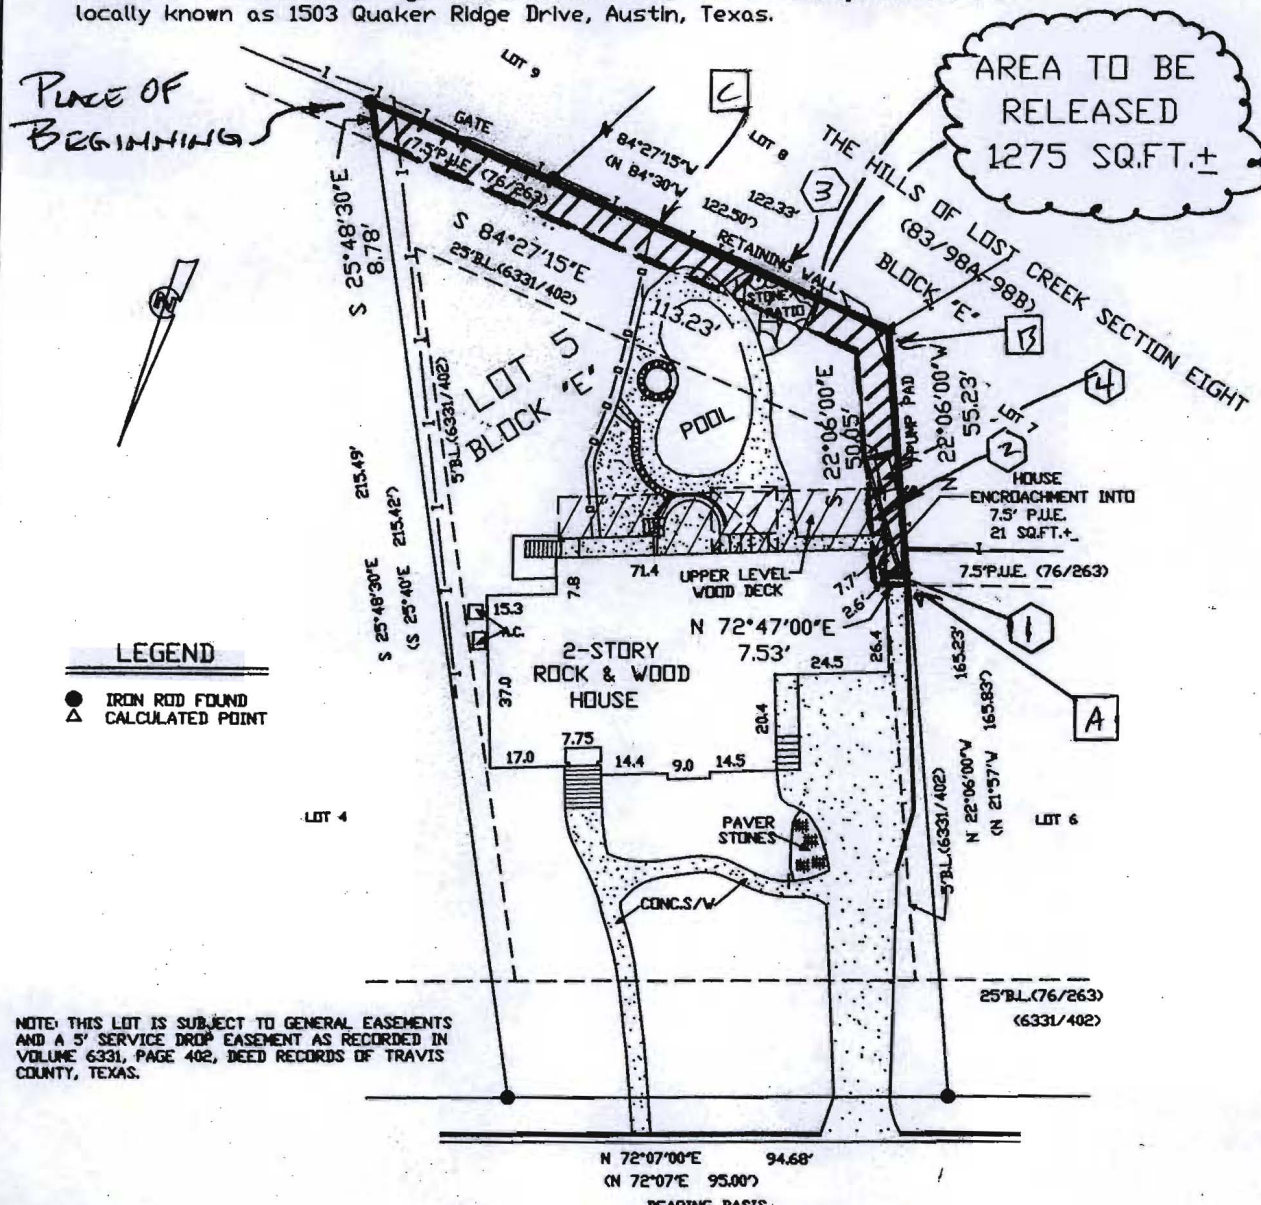 locally known as 1503 Quaker Ridge Drive, Austin, Texas.
PLACE OF
BEGINNING
LOT 9
C
AREA TO BE
RELEASED
1275 SQ.FT.±
GATE
7.5'P.U.E. (76/263)
N 84°27'15"W
(N 84°30'W
122.33'
122.50')
LOT 8
3
THE HILLS OF LOST CREEK SECTION EIGHT
(83/98A-98B)
BLOCK "E"
S 25°48'30"E
8.78'
S 84°27'15"E
25'B.L.(6331/402)
RETAINING WALL
STONE
PATIO
113.23'
B
N
LOT 5
BLOCK "E"
5'B.L.(6331/402)
POOL
S 22°06'00"E
50.05'
PUMP PAD
22°06'00"W
55.23'
N
4
LOT 7
2
HOUSE
ENCROACHMENT INTO
7.5' P.U.E.
21 SQ.FT.±
215.49'
215.42')
S 25°48'30"E
(S 25°40'E
7.5'P.U.E. (76/263)
71.4
7.8
UPPER LEVEL
WOOD DECK
7.7'
2.6'
1
15.3
A.C.
N 72°47'00"E
7.53'
2-STORY
ROCK & WOOD
HOUSE
24.5
26.4
165.23'
165.83')
A
LEGEND
IRON ROD FOUND
CALCULATED POINT
37.0
20.4
7.75
17.0
14.4
9.0
14.5
N 22°06'00"W
(N 21°57'W
5'B.L.(6331/402)
LOT 4
PAVER
STONES
LOT 6
CONC.S/W
25'B.L.(76/263)
(6331/402)
NOTE: THIS LOT IS SUBJECT TO GENERAL EASEMENTS
AND A 5' SERVICE DROP EASEMENT AS RECORDED IN
VOLUME 6331, PAGE 402, DEED RECORDS OF TRAVIS
COUNTY, TEXAS.
N 72°07'00"E 94.68'
(N 72°07'E 95.00')
BEARING BASIS